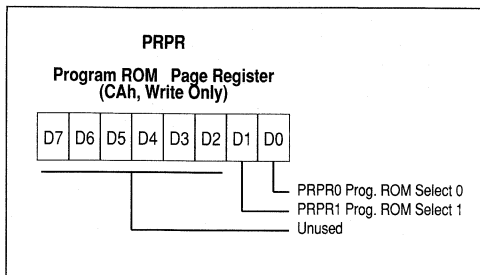 PRPR
Program ROM Page Register
(CAh, Write Only)
D7 D6 D5 D4 D3 D2 D1 D0
PRPR0 Prog. ROM Select 0
PRPR1 Prog. ROM Select 1
Unused